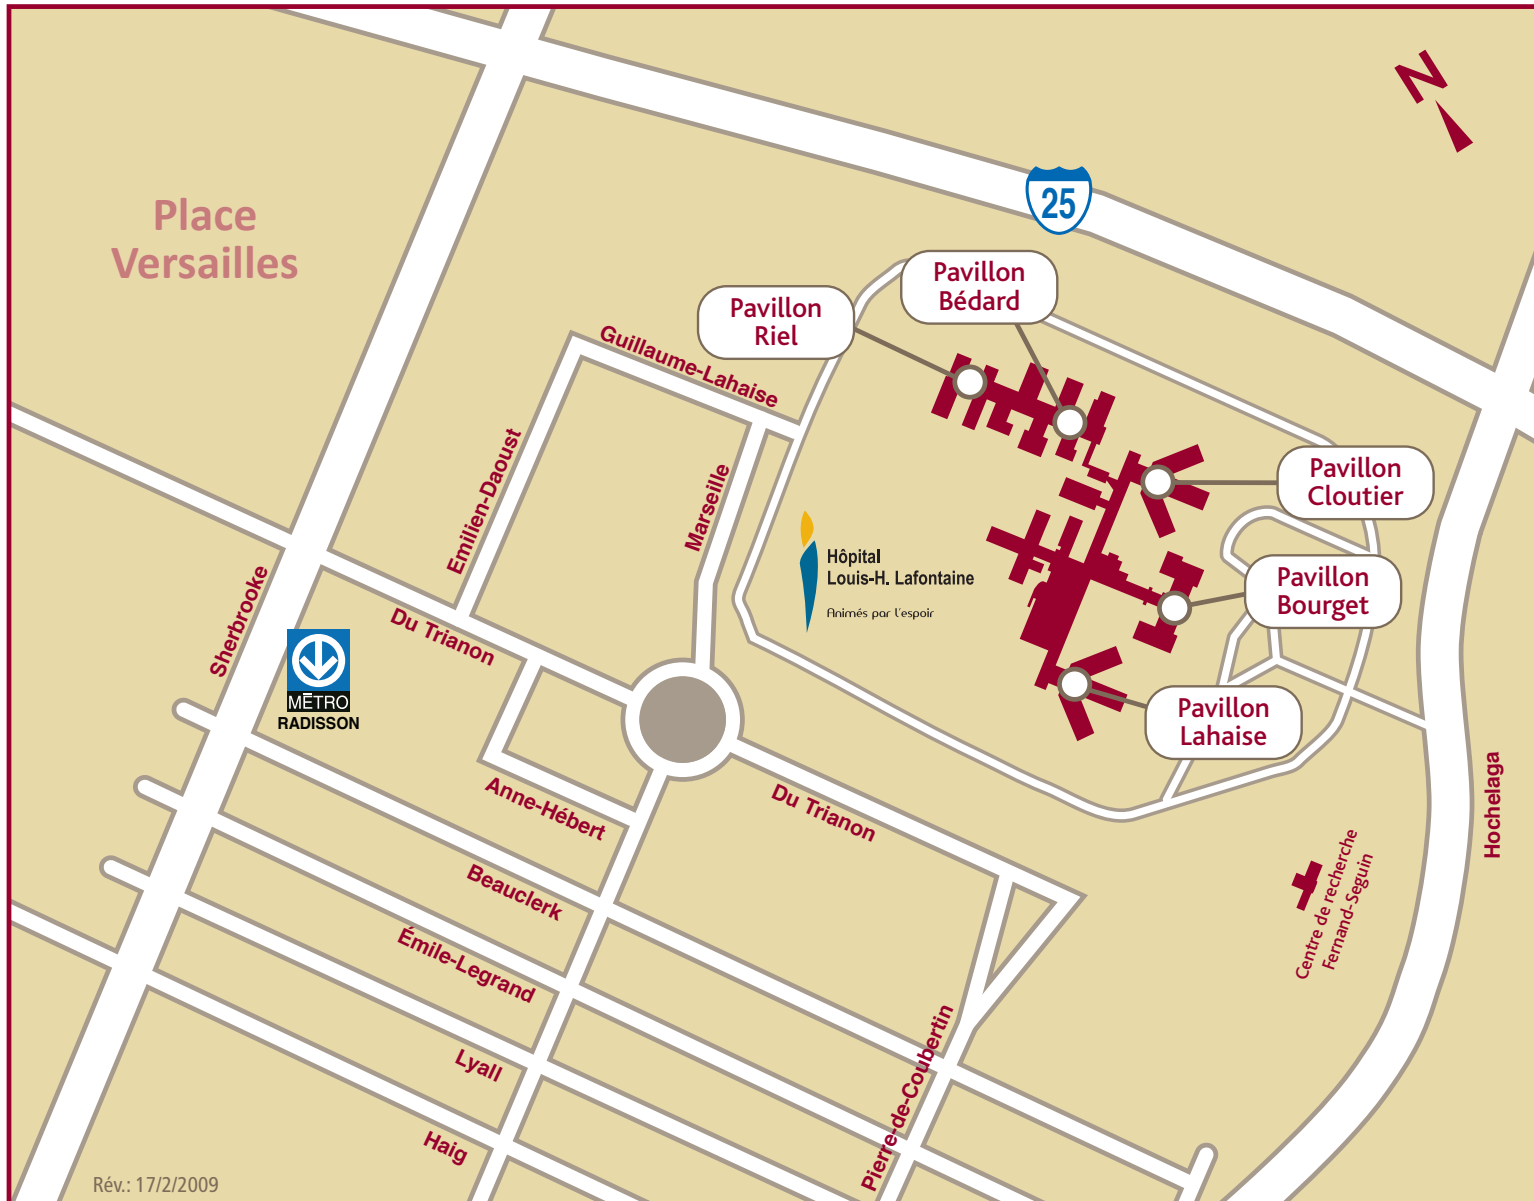 N
25
Place
Versailles
Pavillon
Bédard
Pavillon
Riel
Guillaume-Lahaise
Emilien-Daoust
Marseille
Pavillon
Cloutier
Hôpital
Louis-H. Lafontaine
Animés par l'espoir
Pavillon
Bourget
Sherbrooke
Du Trianon
MÉTRO
RADISSON
Pavillon
Lahaise
Anne-Hébert
Du Trianon
Hochelaga
Beauclerk
Centre de recherche
Fernand-Seguin
Émile-Legrand
Lyall
Pierre-de-Coubertin
Haig
Rév.: 17/2/2009